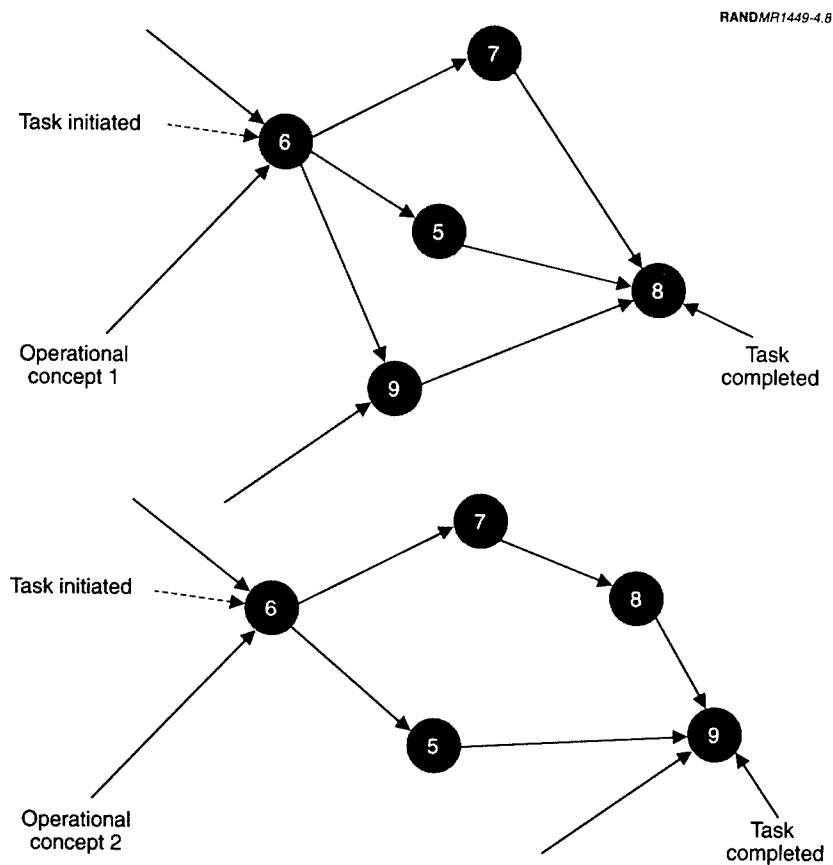 RANDMR1449-4.8
7
Task initiated
6
5
8
Operational
concept 1
Task
completed
9
7
Task initiated
6
8
5
9
Operational
concept 2
Task
completed